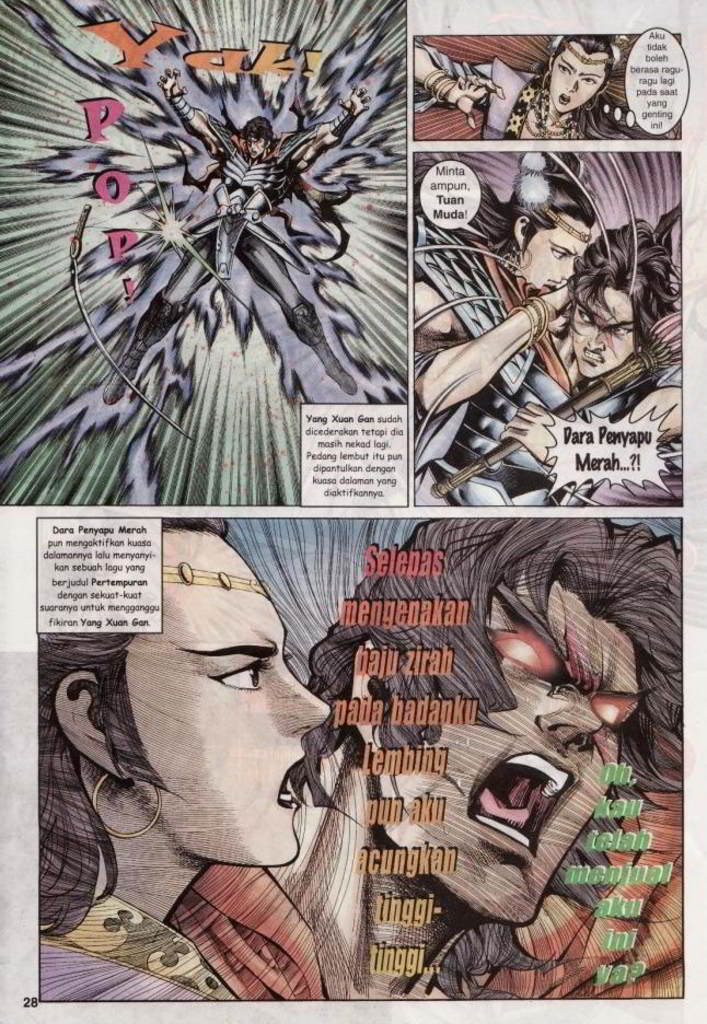 Yak!
POP!
Yang Xuan Gan sudah
dicederakan tetapi dia
masih nekad lagi.
Pedang lembut itu pun
dipantulkan dengan
kuasa dalaman yang
diaktifkannya.
Aku
tidak
boleh
berasa ragu-
ragu lagi
pada saat
yang
genting
ini!
Minta
ampun,
Tuan
Muda!
Dara Penyapu
Merah...?!
Dara Penyapu Merah
pun mengaktifkan kuasa
dalamannya lalu menyanyi-
kan sebuah lagu yang
berjudul Pertempuran
dengan sekuat-kuat
suaranya untuk mengganggu
fikiran Yang Xuan Gan.
Selepas
mengenakan
baju zirah
pada badanku
lembing
pun aku
acungkan
tinggi-
tinggi...
Oh,
kau
telah
menjual
aku
ini
ya?
28